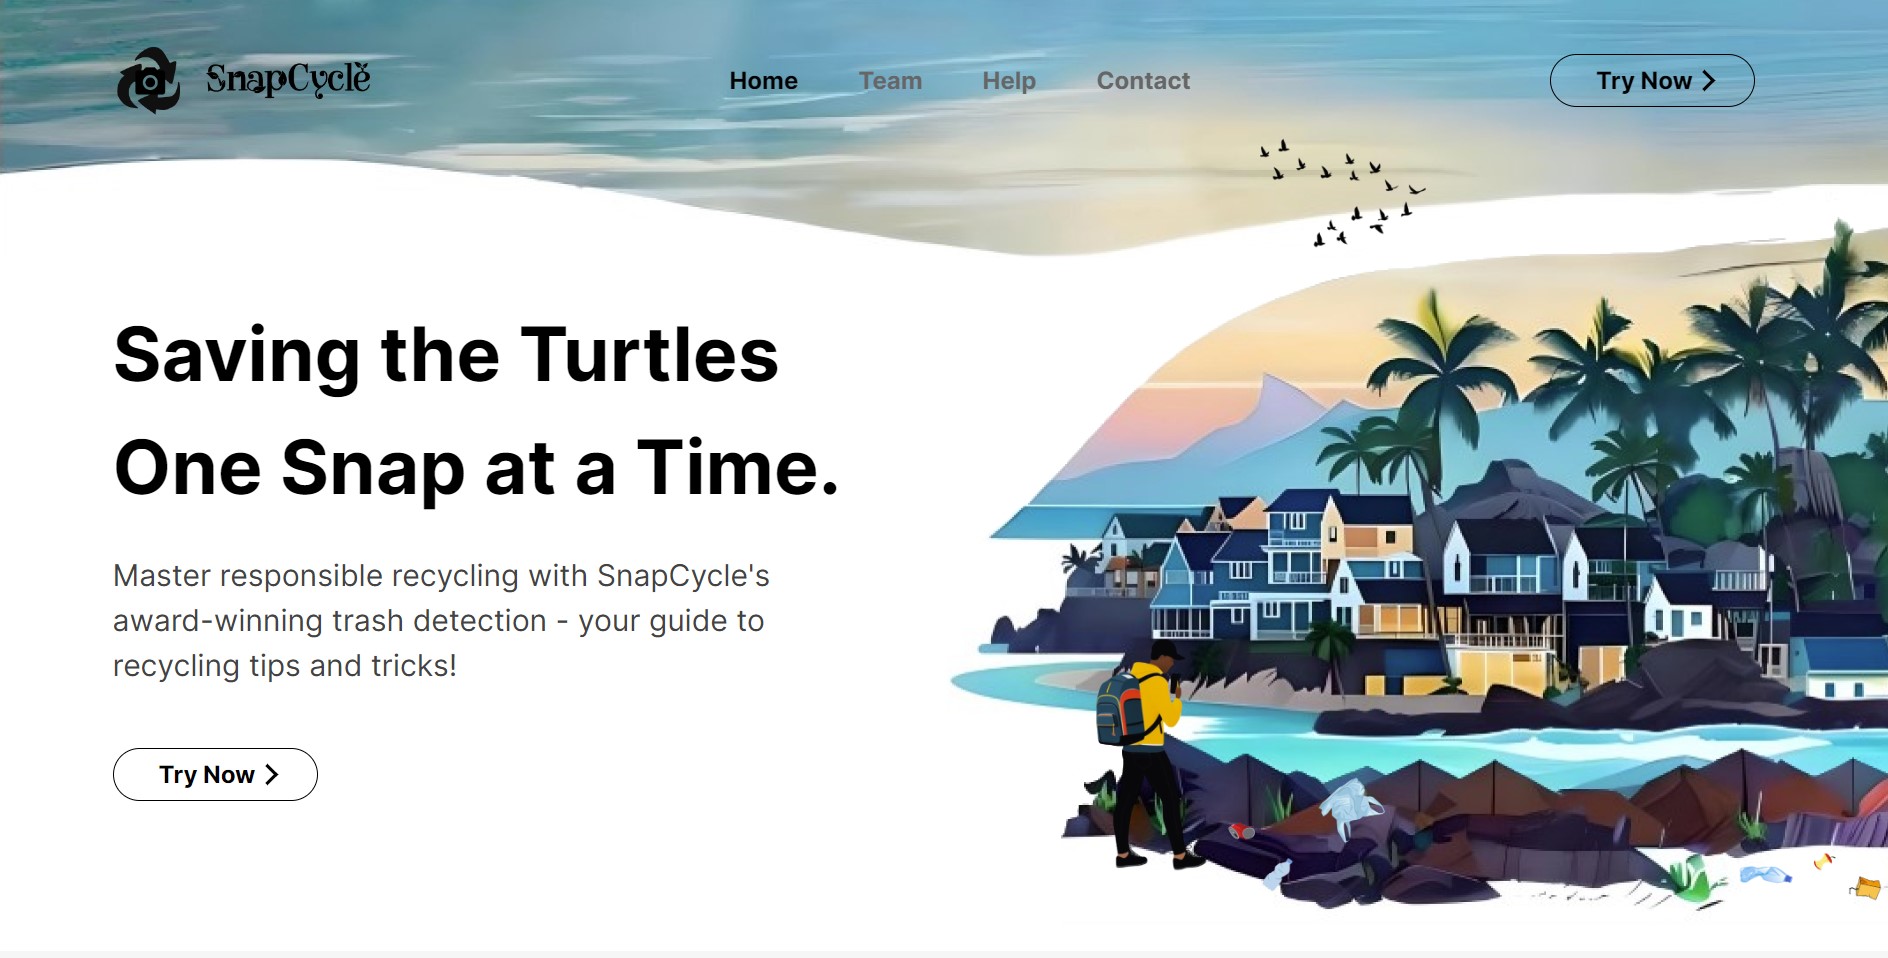 SnapCycle
Home Team Help Contact
Try Now
Saving the Turtles
One Snap at a Time.
Master responsible recycling with SnapCycle's
award-winning trash detection - your guide to
recycling tips and tricks!
Try Now